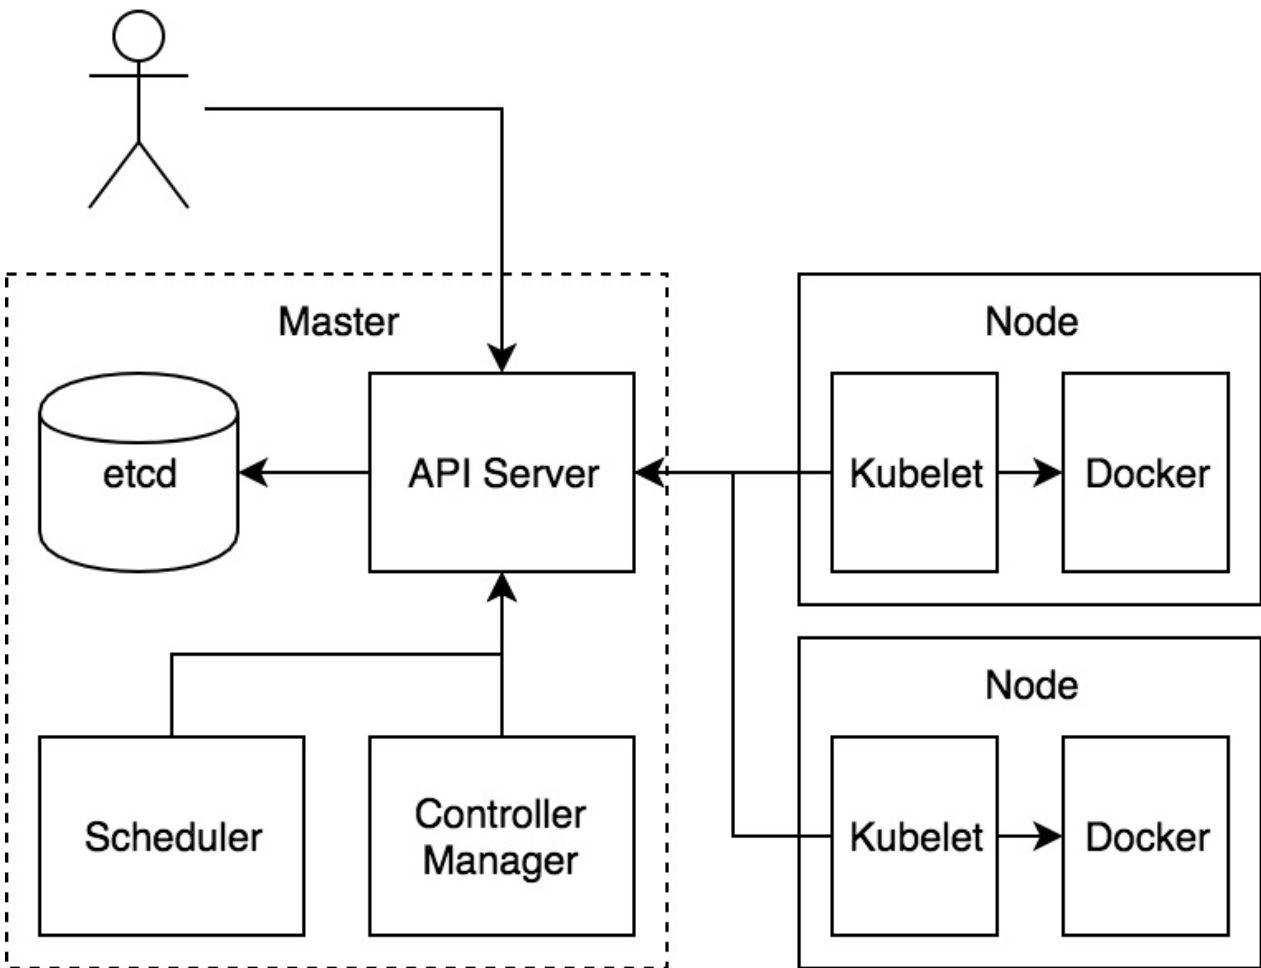 Master
Node
etcd
API Server
Kubelet
Docker
Node
Scheduler
Controller
Manager
Kubelet
Docker